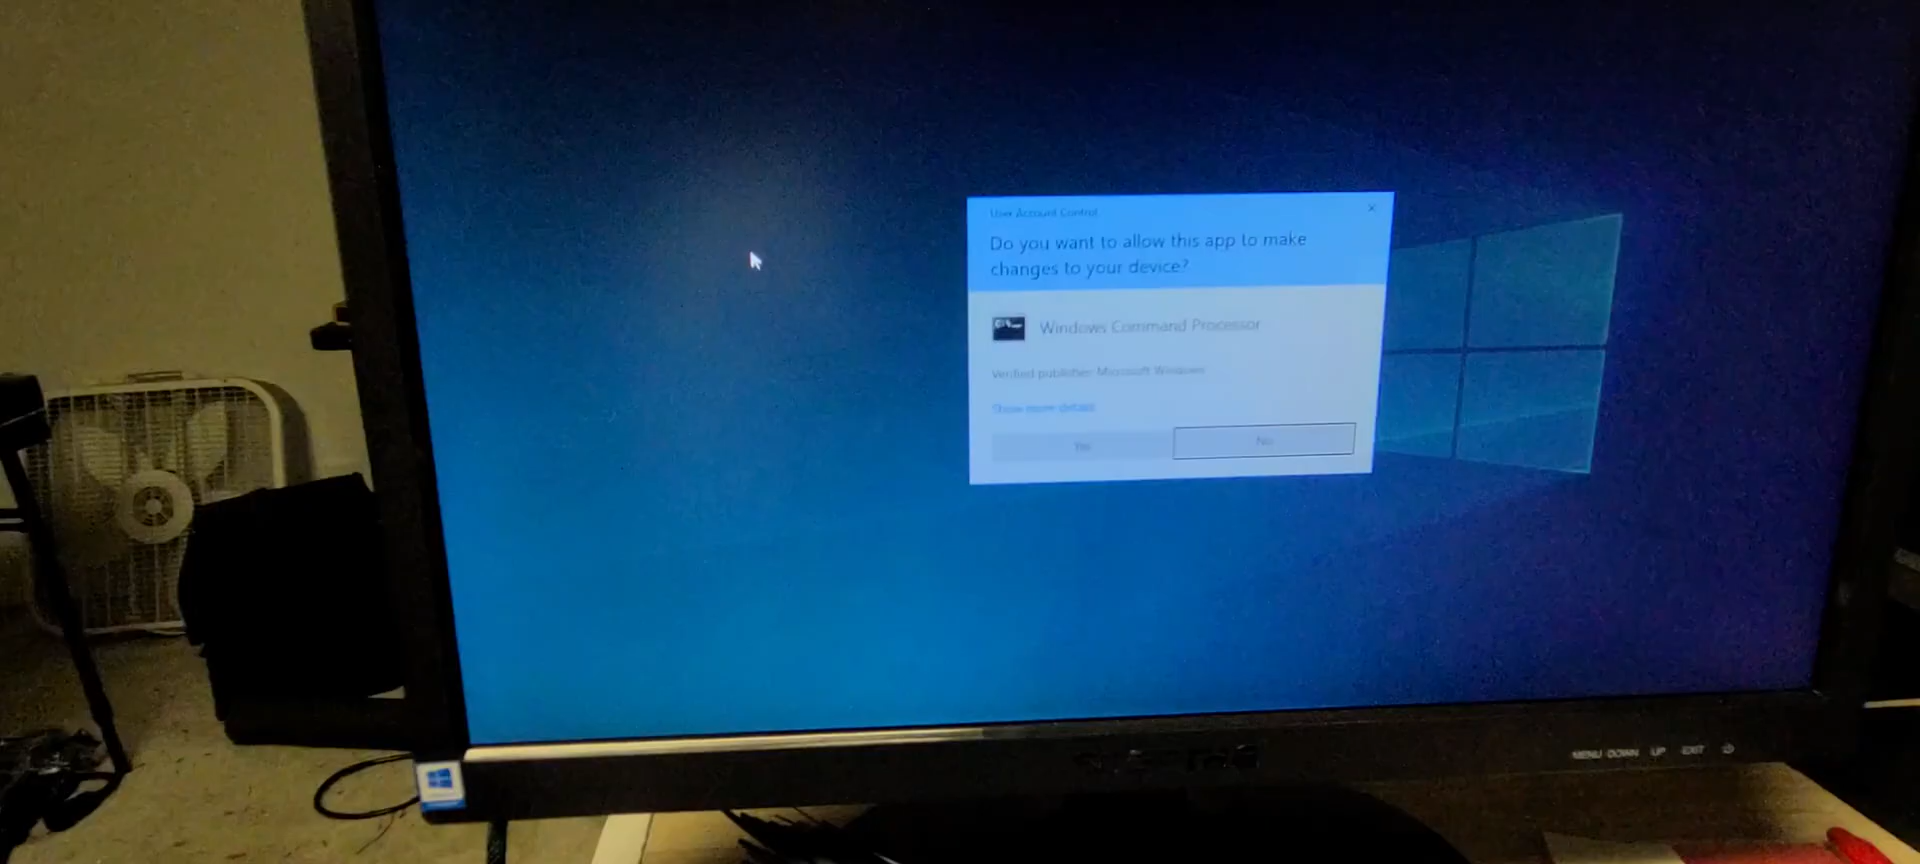 User Account Control
Do you want to allow this app to make
changes to your device?
Windows Command Processor
Verified publisher: Microsoft Windows
Show more details
Yes
No
MENU DOWN UP EXIT